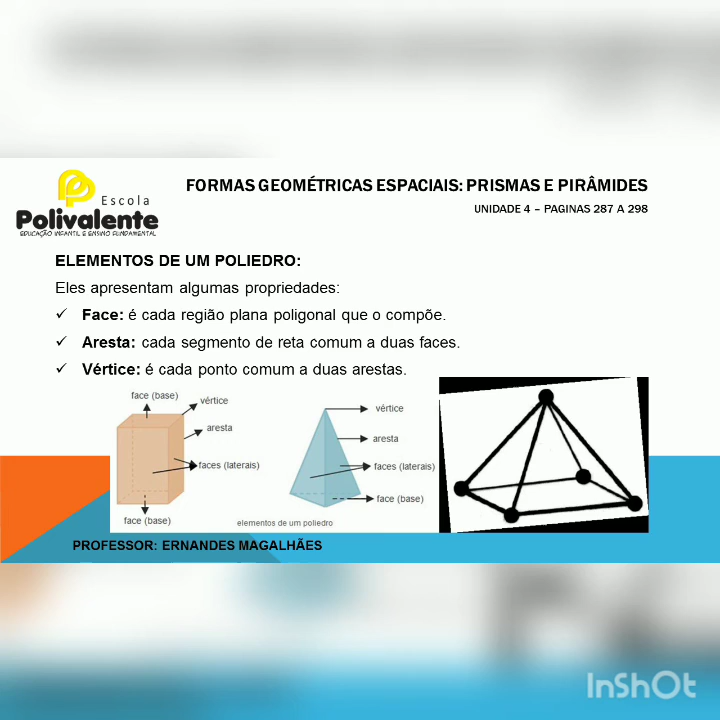 Escola
Polivalente
EDUCAÇÃO INFANTIL E ENSINO FUNDAMENTAL
FORMAS GEOMÉTRICAS ESPACIAIS: PRISMAS E PIRÂMIDES
UNIDADE 4 – PAGINAS 287 A 298
ELEMENTOS DE UM POLIEDRO:
Eles apresentam algumas propriedades:
✓ Face: é cada região plana poligonal que o compõe.
✓ Aresta: cada segmento de reta comum a duas faces.
✓ Vértice: é cada ponto comum a duas arestas.
face (base)
vértice
aresta
faces (laterais)
face (base)
vértice
aresta
faces (laterais)
face (base)
elementos de um poliedro
PROFESSOR: ERNANDES MAGALHÃES
InShOt